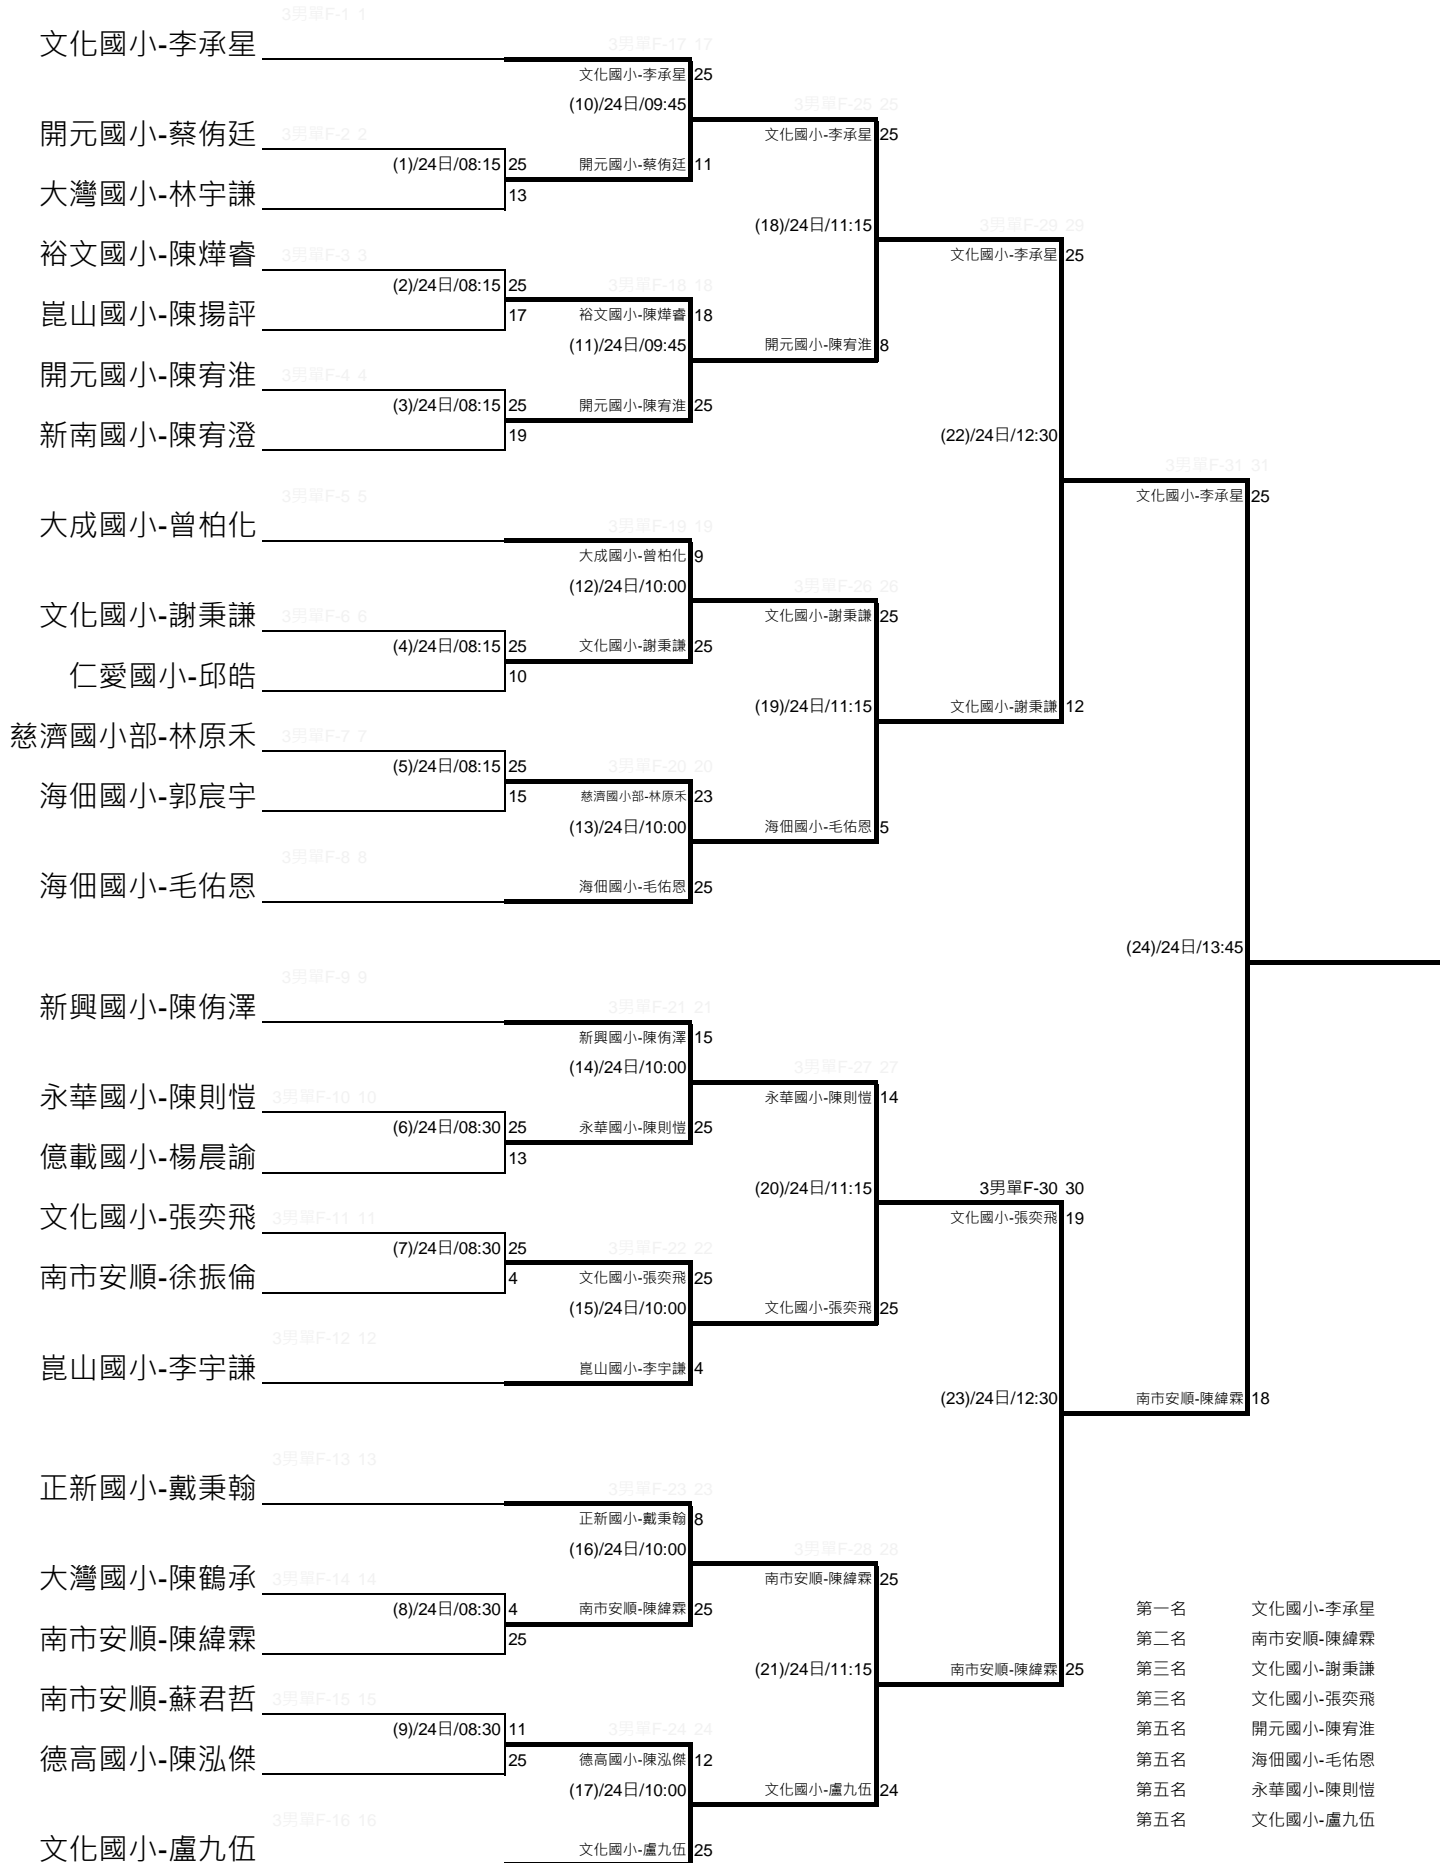 3男單F-1 1
文化國小-李承星
3男單F-17 17
文化國小-李承星 25
(10)/24日/09:45
3男單F-25 25
開元國小-蔡侑廷
3男單F-2 2
文化國小-李承星 25
(1)/24日/08:15 25
開元國小-蔡侑廷 11
大灣國小-林宇謙
13
(18)/24日/11:15
3男單F-29 29
裕文國小-陳燁睿
3男單F-3 3
文化國小-李承星 25
(2)/24日/08:15 25
3男單F-18 18
崑山國小-陳揚評
17
裕文國小-陳燁睿 18
(11)/24日/09:45
開元國小-陳宥淮 8
開元國小-陳宥淮
3男單F-4 4
(3)/24日/08:15 25
開元國小-陳宥淮 25
新南國小-陳宥澄
19
(22)/24日/12:30
3男單F-31 31
3男單F-5 5
文化國小-李承星 25
大成國小-曾柏化
3男單F-19 19
大成國小-曾柏化 9
(12)/24日/10:00
3男單F-26 26
文化國小-謝秉謙
3男單F-6 6
文化國小-謝秉謙 25
(4)/24日/08:15 25
文化國小-謝秉謙 25
仁愛國小-邱皓
10
(19)/24日/11:15
文化國小-謝秉謙 12
慈濟國小部-林原禾
3男單F-7 7
(5)/24日/08:15 25
3男單F-20 20
海佃國小-郭宸宇
15
慈濟國小部-林原禾 23
(13)/24日/10:00
海佃國小-毛佑恩 5
3男單F-8 8
海佃國小-毛佑恩
海佃國小-毛佑恩 25
(24)/24日/13:45
3男單F-9 9
新興國小-陳侑澤
3男單F-21 21
新興國小-陳侑澤 15
(14)/24日/10:00
3男單F-27 27
永華國小-陳則愷
3男單F-10 10
永華國小-陳則愷 14
(6)/24日/08:30 25
永華國小-陳則愷 25
億載國小-楊晨諭
13
(20)/24日/11:15
3男單F-30 30
文化國小-張奕飛
3男單F-11 11
文化國小-張奕飛 19
(7)/24日/08:30 25
3男單F-22 22
南市安順-徐振倫
4
文化國小-張奕飛 25
(15)/24日/10:00
文化國小-張奕飛 25
3男單F-12 12
崑山國小-李宇謙
崑山國小-李宇謙 4
(23)/24日/12:30
南市安順-陳緯霖 18
3男單F-13 13
正新國小-戴秉翰
3男單F-23 23
正新國小-戴秉翰 8
(16)/24日/10:00
3男單F-28 28
大灣國小-陳鶴承
3男單F-14 14
南市安順-陳緯霖 25
(8)/24日/08:30 4
南市安順-陳緯霖 25
第一名 文化國小-李承星
南市安順-陳緯霖
25
第二名 南市安順-陳緯霖
(21)/24日/11:15
南市安順-陳緯霖 25
第三名 文化國小-謝秉謙
南市安順-蘇君哲
3男單F-15 15
第三名 文化國小-張奕飛
(9)/24日/08:30 11
3男單F-24 24
第五名 開元國小-陳宥淮
德高國小-陳泓傑
25
德高國小-陳泓傑 12
第五名 海佃國小-毛佑恩
(17)/24日/10:00
文化國小-盧九伍 24
第五名 永華國小-陳則愷
3男單F-16 16
第五名 文化國小-盧九伍
文化國小-盧九伍
文化國小-盧九伍 25